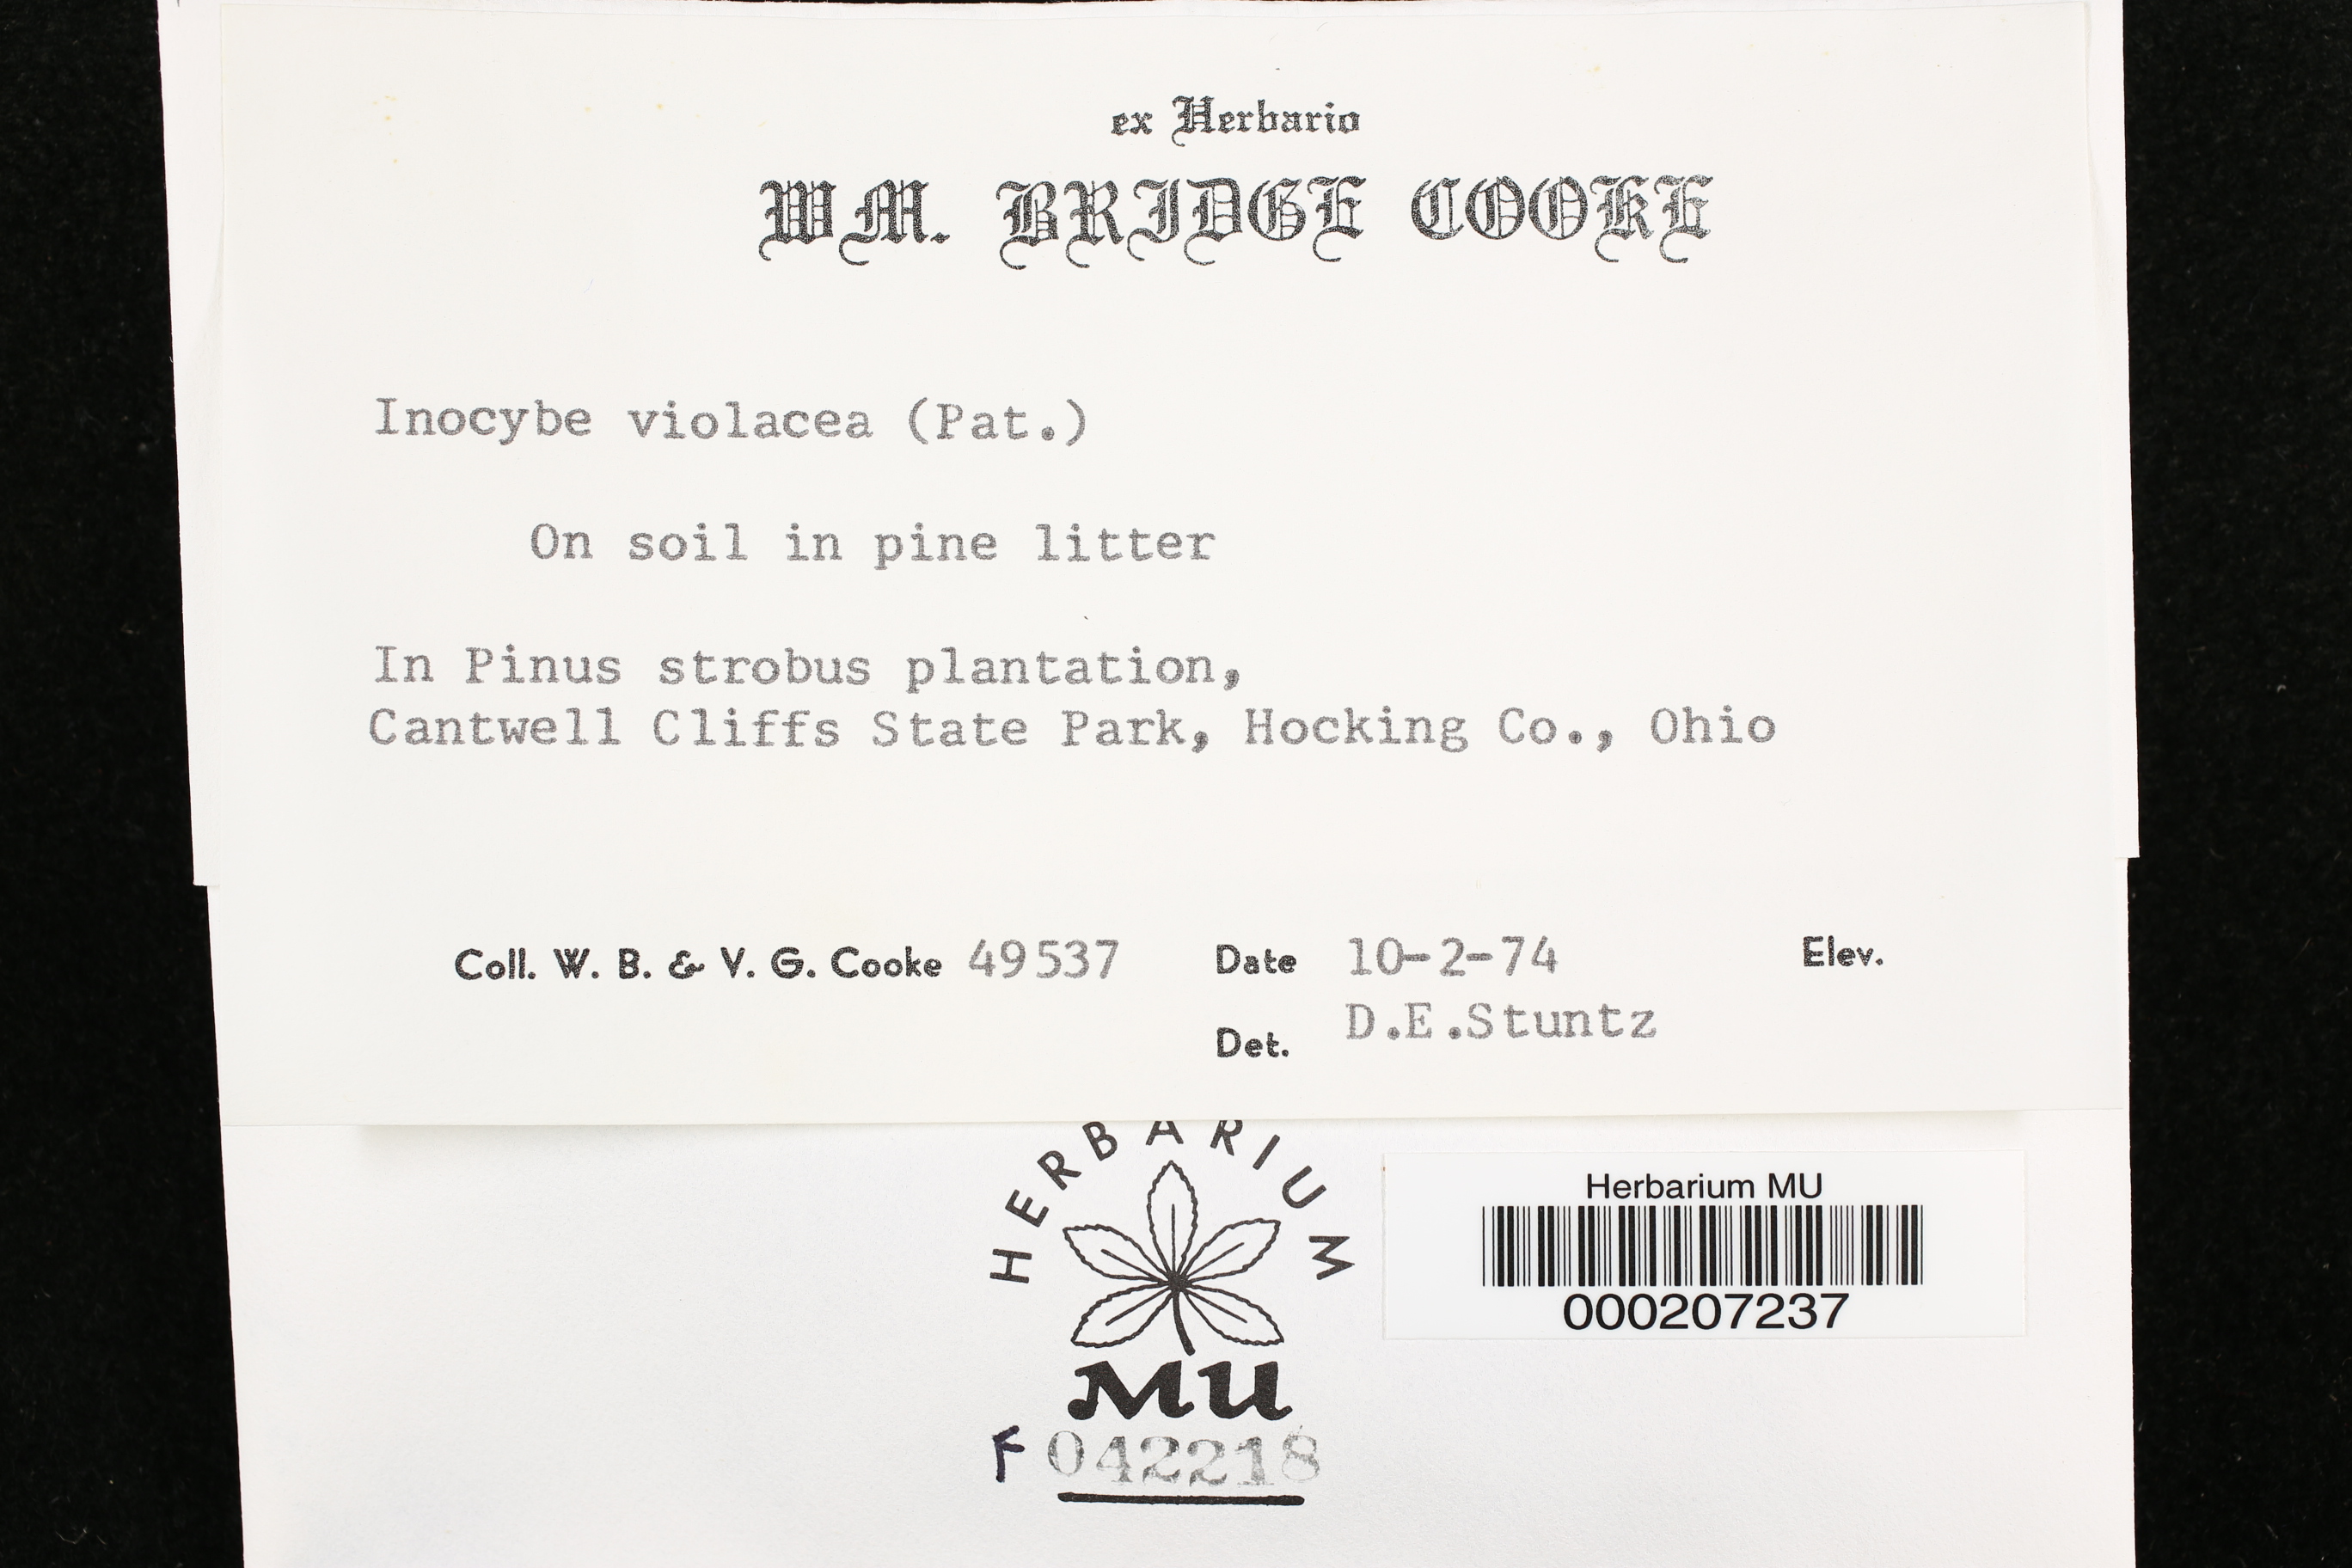 ex Herbario
WM. BRIDGE COOKE
Inocybe violacea (Pat.)
On soil in pine litter
In Pinus strobus plantation,
Cantwell Cliffs State Park, Hocking Co., Ohio
Coll. W. B. & V. G. Cooke 49537 Date 10-2-74 Elev.
Det. D.E.Stuntz
HERBARIUM
MU
F 042218
Herbarium MU
000207237